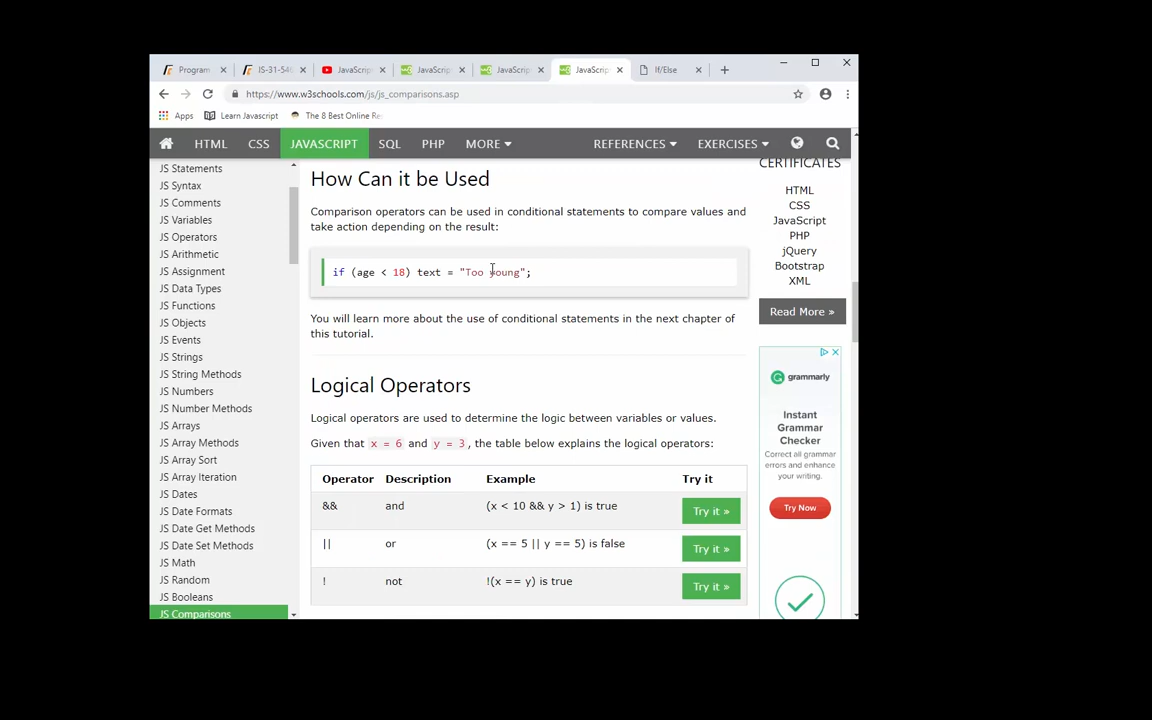 Program
JS-31-546
JavaScrip
JavaScrip
JavaScrip
JavaScrip
If/Else
https://www.w3schools.com/js/js_comparisons.asp
Apps
Learn Javascript
The 8 Best Online Re
HTML
CSS
JAVASCRIPT
SQL
PHP
MORE
REFERENCES
EXERCISES
JS Statements
JS Syntax
JS Comments
JS Variables
JS Operators
JS Arithmetic
JS Assignment
JS Data Types
JS Functions
JS Objects
JS Events
JS Strings
JS String Methods
JS Numbers
JS Number Methods
JS Arrays
JS Array Methods
JS Array Sort
JS Array Iteration
JS Dates
JS Date Formats
JS Date Get Methods
JS Date Set Methods
JS Math
JS Random
JS Booleans
JS Comparisons
How Can it be Used
Comparison operators can be used in conditional statements to compare values and
take action depending on the result:
if (age < 18) text = "Too young";
You will learn more about the use of conditional statements in the next chapter of
this tutorial.
Logical Operators
Logical operators are used to determine the logic between variables or values.
Given that x = 6 and y = 3, the table below explains the logical operators:
Operator Description Example Try it
&& and (x < 10 && y > 1) is true Try it »
|| or (x == 5 || y == 5) is false Try it »
! not !(x == y) is true Try it »
CERTIFICATES
HTML
CSS
JavaScript
PHP
jQuery
Bootstrap
XML
Read More »
grammarly
Instant
Grammar
Checker
Correct all grammar
errors and enhance
your writing.
Try Now